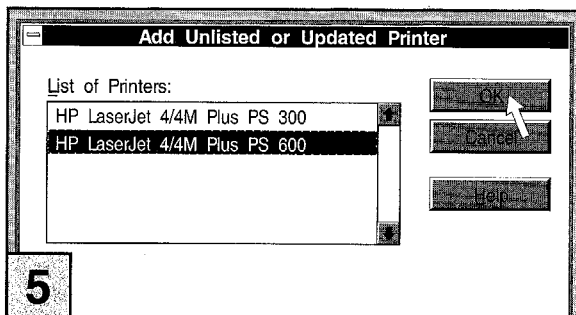 Add Unlisted or Updated Printer
List of Printers:
HP LaserJet 4/4M Plus PS 300
HP LaserJet 4/4M Plus PS 600
OK
Cancel
Help
5